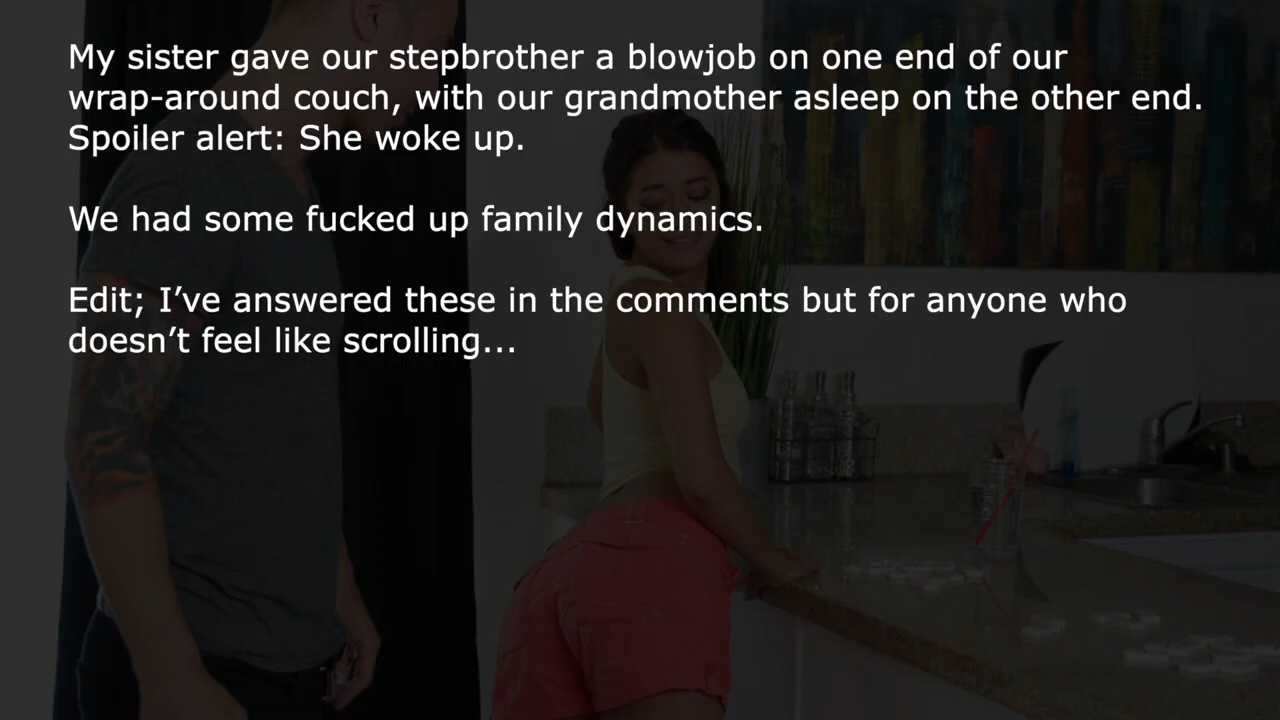 My sister gave our stepbrother a blowjob on one end of our
wrap-around couch, with our grandmother asleep on the other end.
Spoiler alert: She woke up.
We had some fucked up family dynamics.
Edit; I’ve answered these in the comments but for anyone who
doesn’t feel like scrolling...